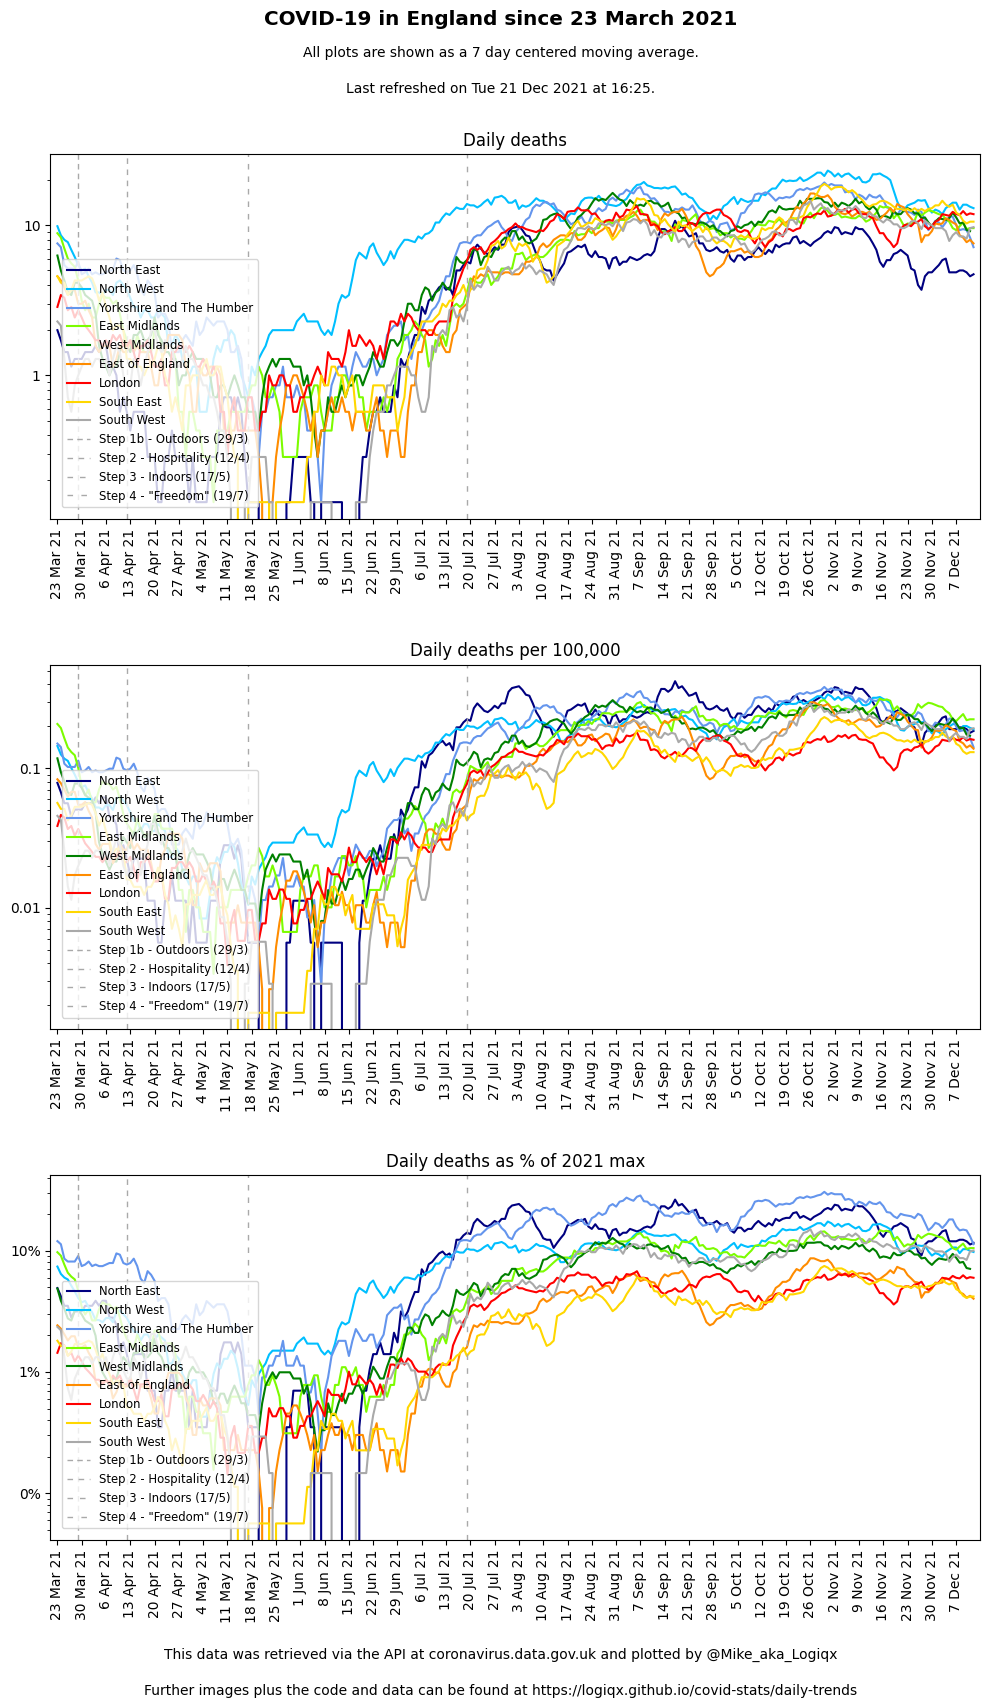 COVID-19 in England since 23 March 2021
All plots are shown as a 7 day centered moving average.
Last refreshed on Tue 21 Dec 2021 at 16:25.
Daily deaths
10
1
North East
North West
Yorkshire and The Humber
East Midlands
West Midlands
East of England
London
South East
South West
Step 1b - Outdoors (29/3)
Step 2 - Hospitality (12/4)
Step 3 - Indoors (17/5)
Step 4 - "Freedom" (19/7)
23 Mar 21
30 Mar 21
6 Apr 21
13 Apr 21
20 Apr 21
27 Apr 21
4 May 21
11 May 21
18 May 21
25 May 21
1 Jun 21
8 Jun 21
15 Jun 21
22 Jun 21
29 Jun 21
6 Jul 21
13 Jul 21
20 Jul 21
27 Jul 21
3 Aug 21
10 Aug 21
17 Aug 21
24 Aug 21
31 Aug 21
7 Sep 21
14 Sep 21
21 Sep 21
28 Sep 21
5 Oct 21
12 Oct 21
19 Oct 21
26 Oct 21
2 Nov 21
9 Nov 21
16 Nov 21
23 Nov 21
30 Nov 21
7 Dec 21
Daily deaths per 100,000
0.1
0.01
North East
North West
Yorkshire and The Humber
East Midlands
West Midlands
East of England
London
South East
South West
Step 1b - Outdoors (29/3)
Step 2 - Hospitality (12/4)
Step 3 - Indoors (17/5)
Step 4 - "Freedom" (19/7)
23 Mar 21
30 Mar 21
6 Apr 21
13 Apr 21
20 Apr 21
27 Apr 21
4 May 21
11 May 21
18 May 21
25 May 21
1 Jun 21
8 Jun 21
15 Jun 21
22 Jun 21
29 Jun 21
6 Jul 21
13 Jul 21
20 Jul 21
27 Jul 21
3 Aug 21
10 Aug 21
17 Aug 21
24 Aug 21
31 Aug 21
7 Sep 21
14 Sep 21
21 Sep 21
28 Sep 21
5 Oct 21
12 Oct 21
19 Oct 21
26 Oct 21
2 Nov 21
9 Nov 21
16 Nov 21
23 Nov 21
30 Nov 21
7 Dec 21
Daily deaths as % of 2021 max
10%
1%
0%
North East
North West
Yorkshire and The Humber
East Midlands
West Midlands
East of England
London
South East
South West
Step 1b - Outdoors (29/3)
Step 2 - Hospitality (12/4)
Step 3 - Indoors (17/5)
Step 4 - "Freedom" (19/7)
23 Mar 21
30 Mar 21
6 Apr 21
13 Apr 21
20 Apr 21
27 Apr 21
4 May 21
11 May 21
18 May 21
25 May 21
1 Jun 21
8 Jun 21
15 Jun 21
22 Jun 21
29 Jun 21
6 Jul 21
13 Jul 21
20 Jul 21
27 Jul 21
3 Aug 21
10 Aug 21
17 Aug 21
24 Aug 21
31 Aug 21
7 Sep 21
14 Sep 21
21 Sep 21
28 Sep 21
5 Oct 21
12 Oct 21
19 Oct 21
26 Oct 21
2 Nov 21
9 Nov 21
16 Nov 21
23 Nov 21
30 Nov 21
7 Dec 21
This data was retrieved via the API at coronavirus.data.gov.uk and plotted by @Mike_aka_Logiqx
Further images plus the code and data can be found at https://logiqx.github.io/covid-stats/daily-trends